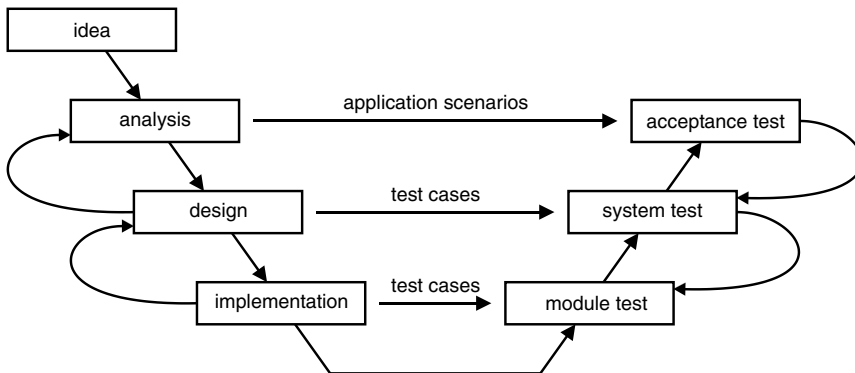 idea
application scenarios
analysis
acceptance test
test cases
design
system test
test cases
implementation
module test